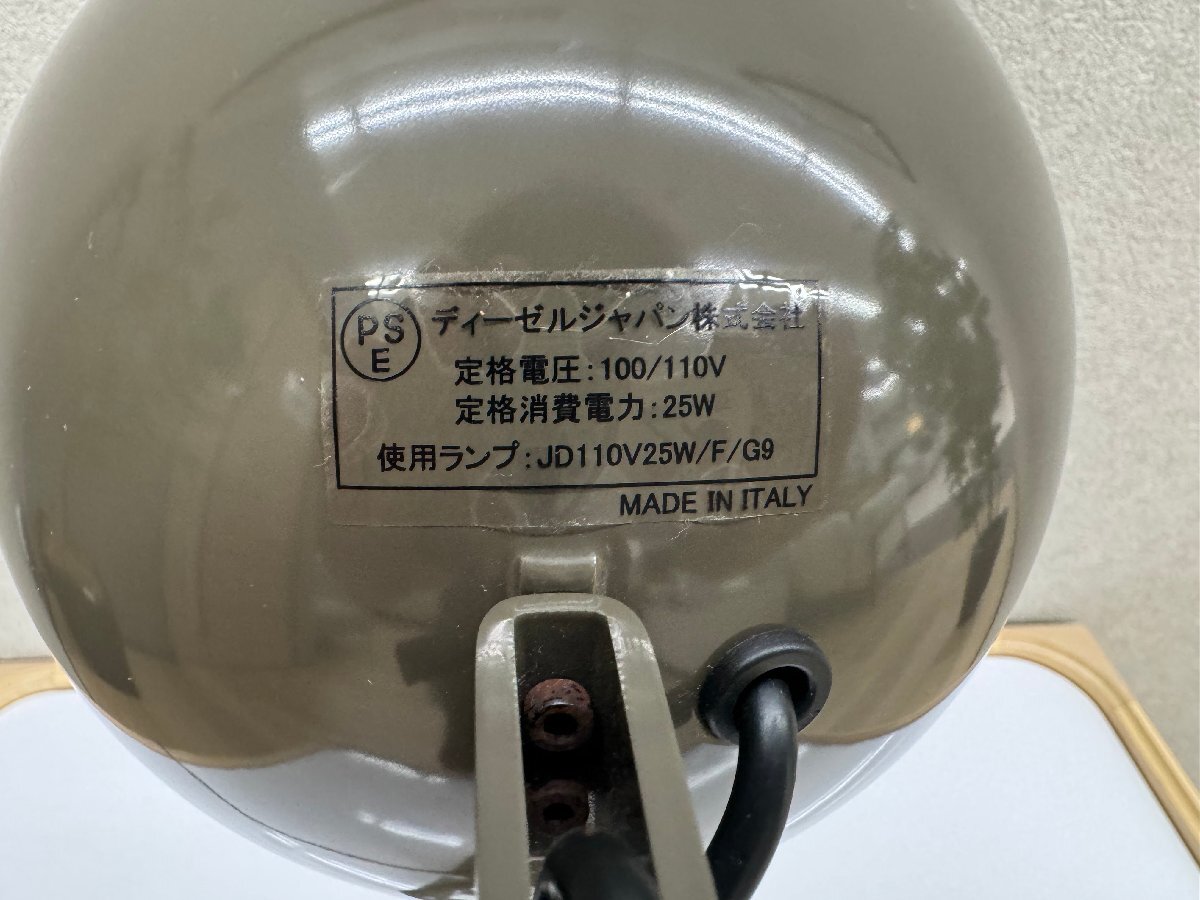 PSE ディーゼルジャパン株式会社
定格電圧:100/110V
定格消費電力:25W
使用ランプ:JD110V25W/F/G9
MADE IN ITALY